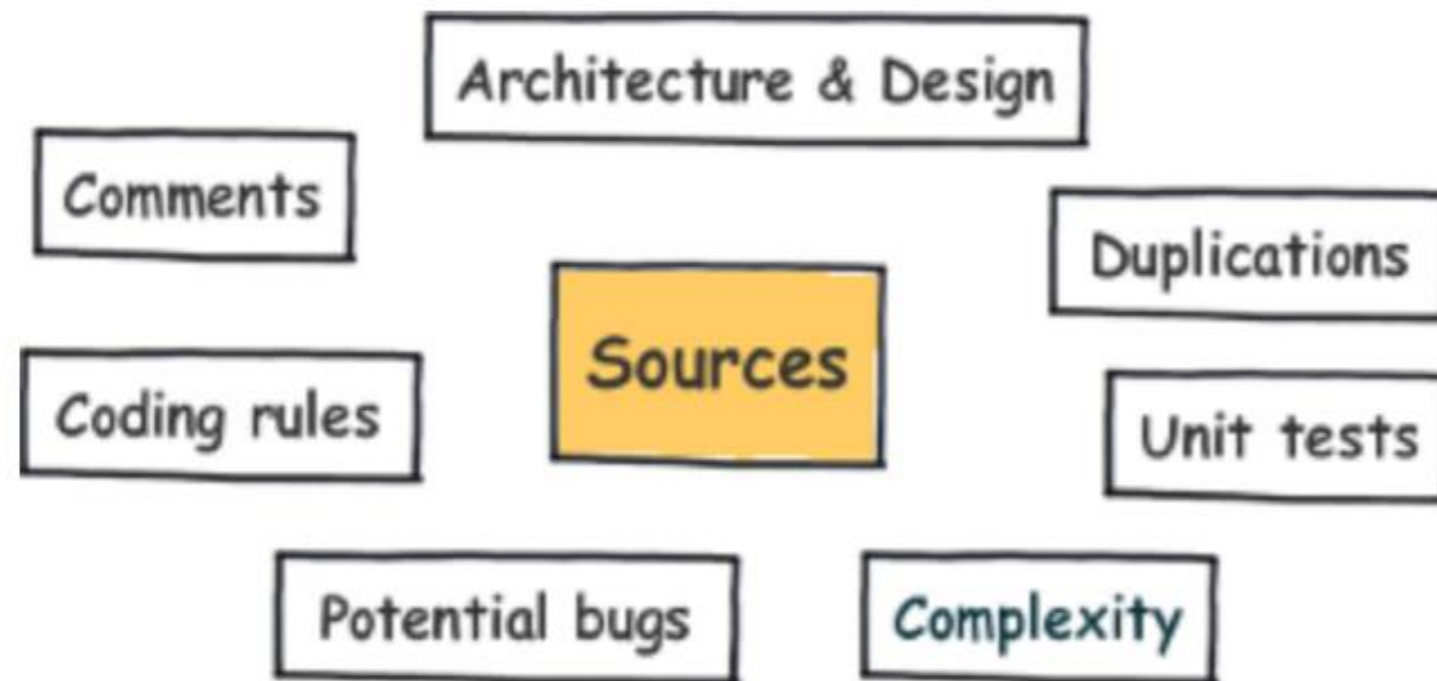 Architecture & Design
Comments
Duplications
Sources
Coding rules
Unit tests
Potential bugs
Complexity